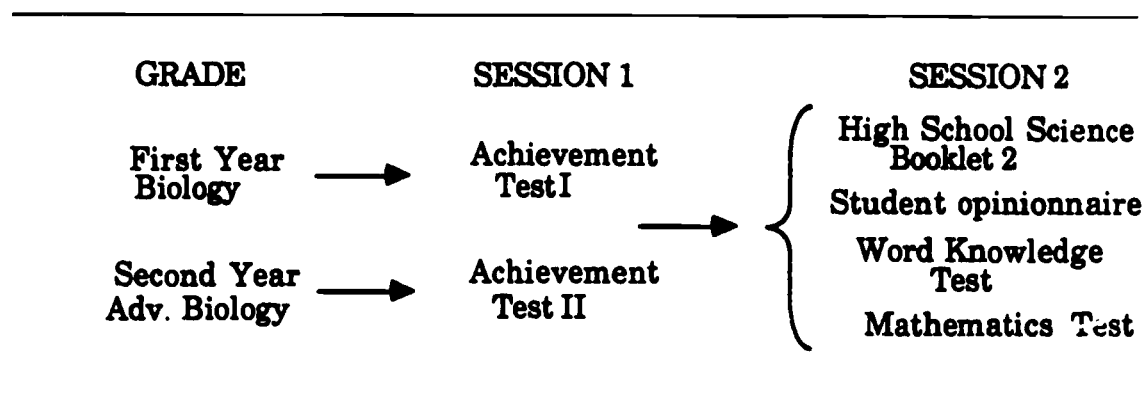 GRADE SESSION 1 SESSION 2
First Year
Biology
Achievement
Test I
High School Science
Booklet 2
Student opinionnaire
Word Knowledge
Test
Mathematics Test
Second Year
Adv. Biology
Achievement
Test II